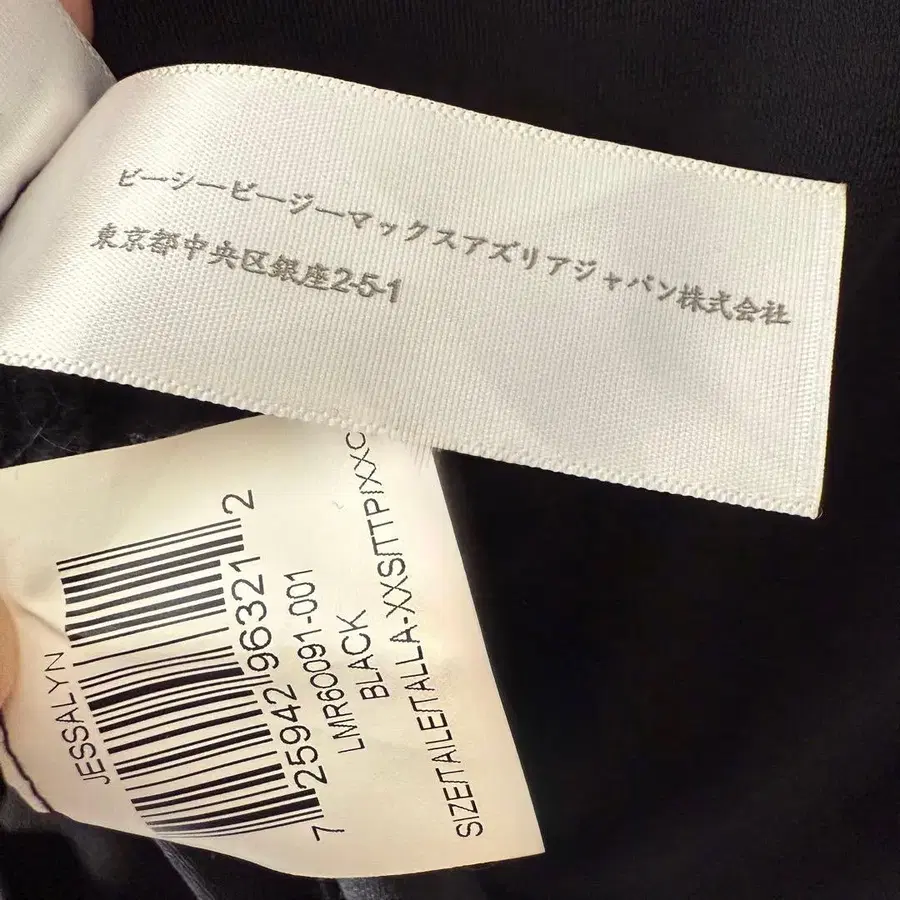 ビーシービージーマックスアズリアジャパン株式会社
東京都中央区銀座2-5-1
JESSALYN
7 25942 96321 2
LMR60091-001
BLACK
SIZE/TAILE/TALLA-XXS/TTP/XXC